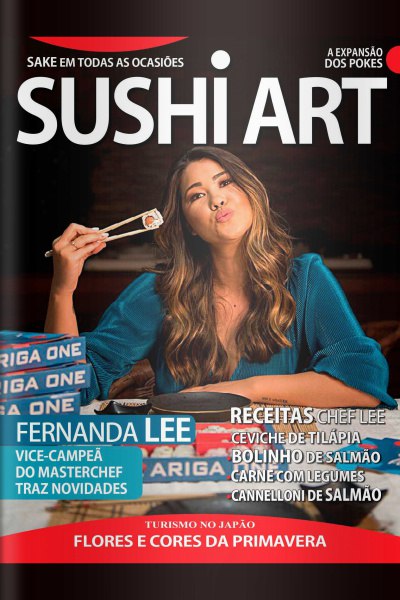 SAKE EM TODAS AS OCASIÕES
A EXPANSÃO
DOS POKES
SUSHi ART
ARIGA ONE
ARIGA ONE
ARIGA ONE
FERNANDA LEE
VICE-CAMPEÃ
DO MASTERCHEF
TRAZ NOVIDADES
ARIGA ONE
RECEITAS CHEF LEE
CEVICHE DE TILÁPIA
BOLINHO DE SALMÃO
CARNE COM LEGUMES
CANNELLONI DE SALMÃO
TURISMO NO JAPÃO
FLORES E CORES DA PRIMAVERA